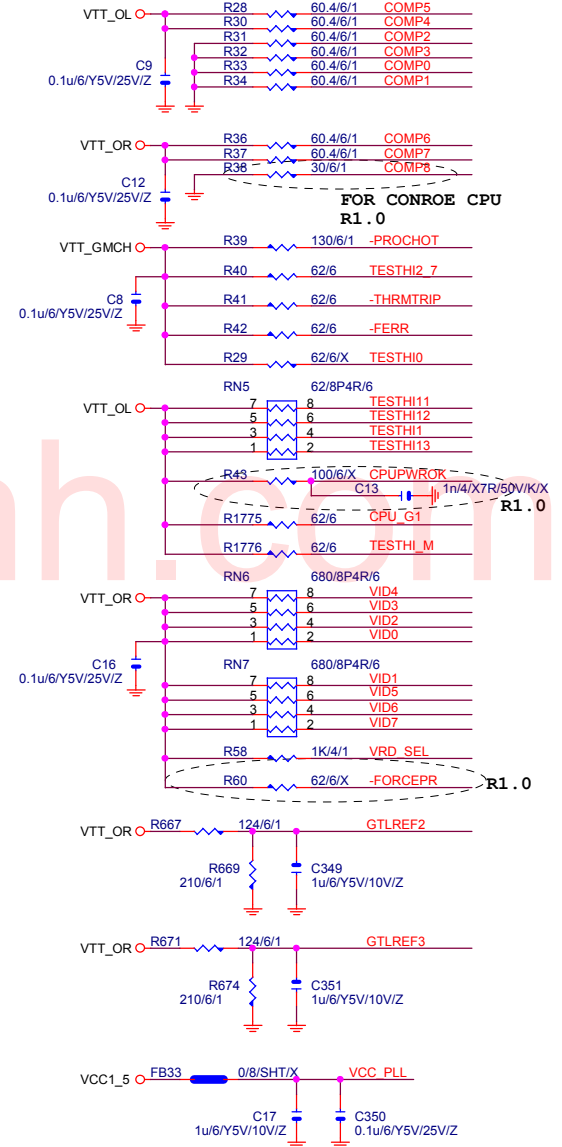 VTT_OL R28 60.4/6/1 COMP5
R30 60.4/6/1 COMP4
R31 60.4/6/1 COMP2
R32 60.4/6/1 COMP3
C9 R33 60.4/6/1 COMP0
0.1u/6/Y5V/25V/Z R34 60.4/6/1 COMP1
VTT_OR R36 60.4/6/1 COMP6
R37 60.4/6/1 COMP7
R38 30/6/1 COMP8
C12
0.1u/6/Y5V/25V/Z
FOR CONROE CPU
R1.0
VTT_GMCH R39 130/6/1 -PROCHOT
R40 62/6 TESTHI2_7
C8 R41 62/6 -THRMTRIP
0.1u/6/Y5V/25V/Z
R42 62/6 -FERR
R29 62/6/X TESTHI0
RN5 62/8P4R/6
VTT_OL 7 8 TESTHI11
5 6 TESTHI12
3 4 TESTHI1
1 2 TESTHI13
R43 100/6/X CPUPWROK
C13 1n/4/X7R/50V/K/X
R1.0
R1775 62/6 CPU_G1
R1776 62/6 TESTHI_M
nh.com
RN6 680/8P4R/6
VTT_OR 7 8 VID4
5 6 VID3
3 4 VID2
1 2 VID0
C16 RN7 680/8P4R/6
0.1u/6/Y5V/25V/Z
7 8 VID1
5 6 VID5
3 4 VID6
1 2 VID7
R58 1K/4/1 VRD_SEL
R60 62/6/X -FORCEPR R1.0
VTT_OR R667 124/6/1 GTLREF2
R669 C349
210/6/1 1u/6/Y5V/10V/Z
VTT_OR R671 124/6/1 GTLREF3
R674 C351
210/6/1 1u/6/Y5V/10V/Z
VCC1_5 FB33 0/8/SHT/X VCC_PLL
C17 C350
1u/6/Y5V/10V/Z 0.1u/6/Y5V/25V/Z